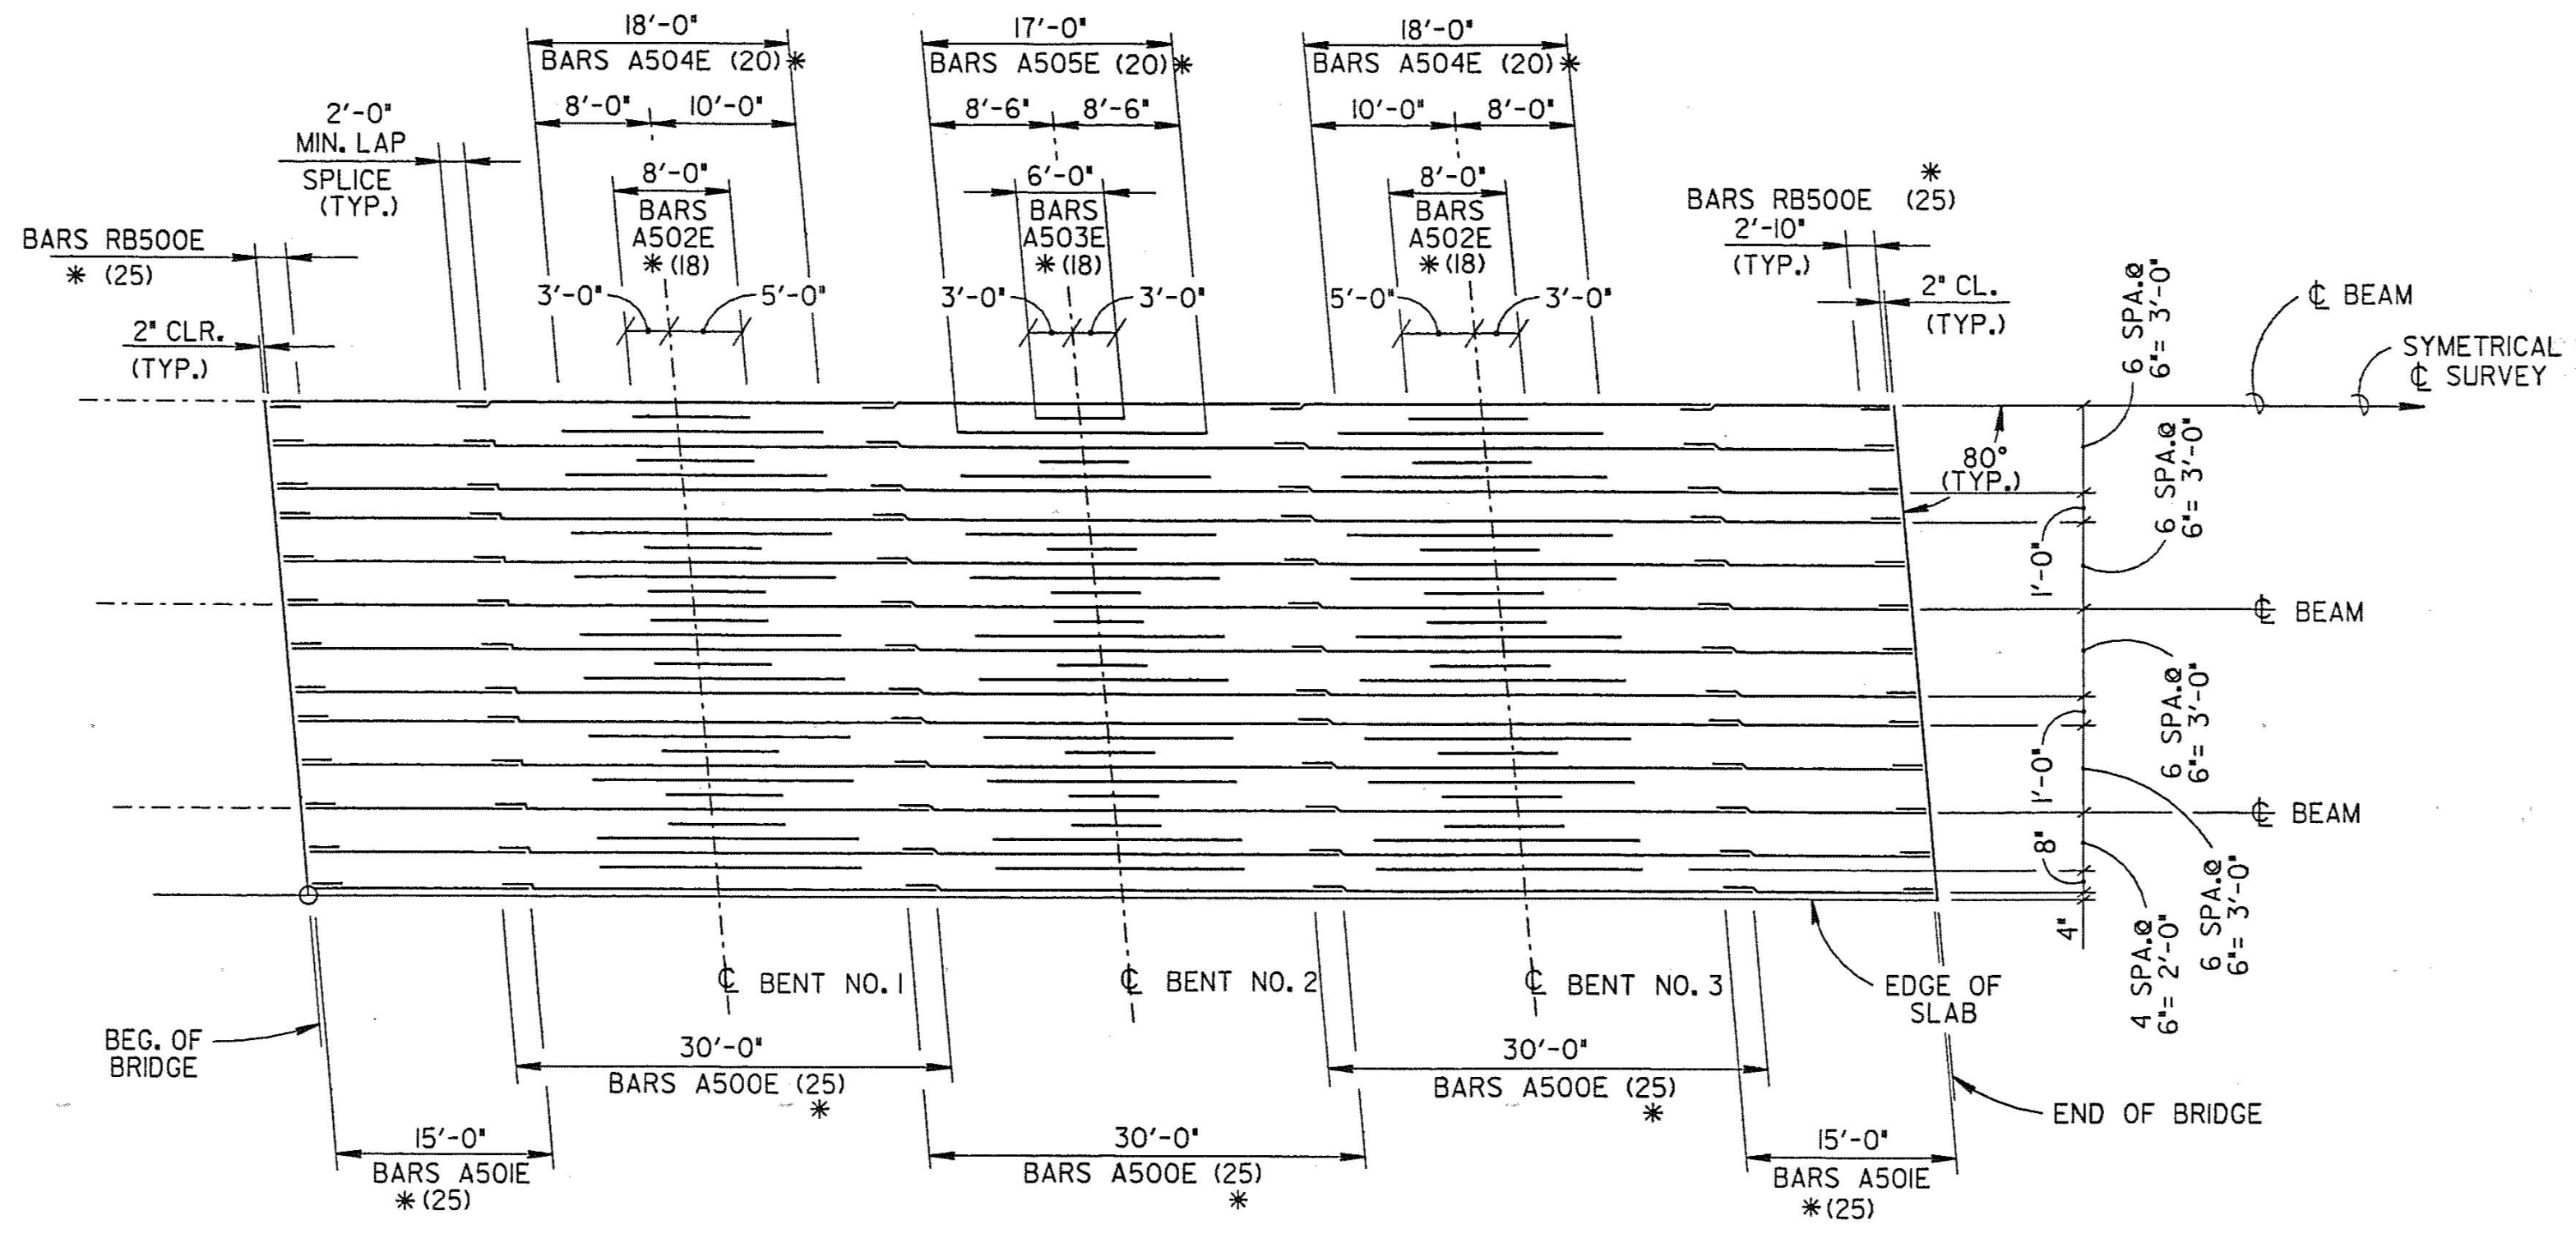 18'-0"
BARS A504E (20)*
8'-0" 10'-0"
17'-0"
BARS A505E (20)*
8'-6" 8'-6"
18'-0"
BARS A504E (20)*
10'-0" 8'-0"
2'-0"
MIN. LAP
SPLICE
(TYP.)
8'-0"
BARS
A502E
*(18)
3'-0" 5'-0"
6'-0"
BARS
A503E
*(18)
3'-0" 3'-0"
8'-0"
BARS
A502E
*(18)
5'-0" 3'-0"
*
BARS RB500E (25)
2'-10"
(TYP.)
BARS RB500E
* (25)
2" CLR.
(TYP.)
2" CL.
(TYP.)
6 SPA.@
6"= 3'-0"
℄ BEAM
SYMETRICAL
℄ SURVEY
80°
(TYP.)
6 SPA.@
6"= 3'-0"
1'-0"
℄ BEAM
6 SPA.@
6"= 3'-0"
1'-0"
℄ BEAM
8"
6 SPA.@
6"= 3'-0"
4"
4 SPA.@
6"= 2'-0"
℄ BENT NO. 1
℄ BENT NO. 2
℄ BENT NO. 3
EDGE OF
SLAB
BEG. OF
BRIDGE
30'-0"
BARS A500E (25)
*
30'-0"
BARS A500E (25)
*
END OF BRIDGE
15'-0"
BARS A501E
*(25)
30'-0"
BARS A500E (25)
*
15'-0"
BARS A501E
*(25)